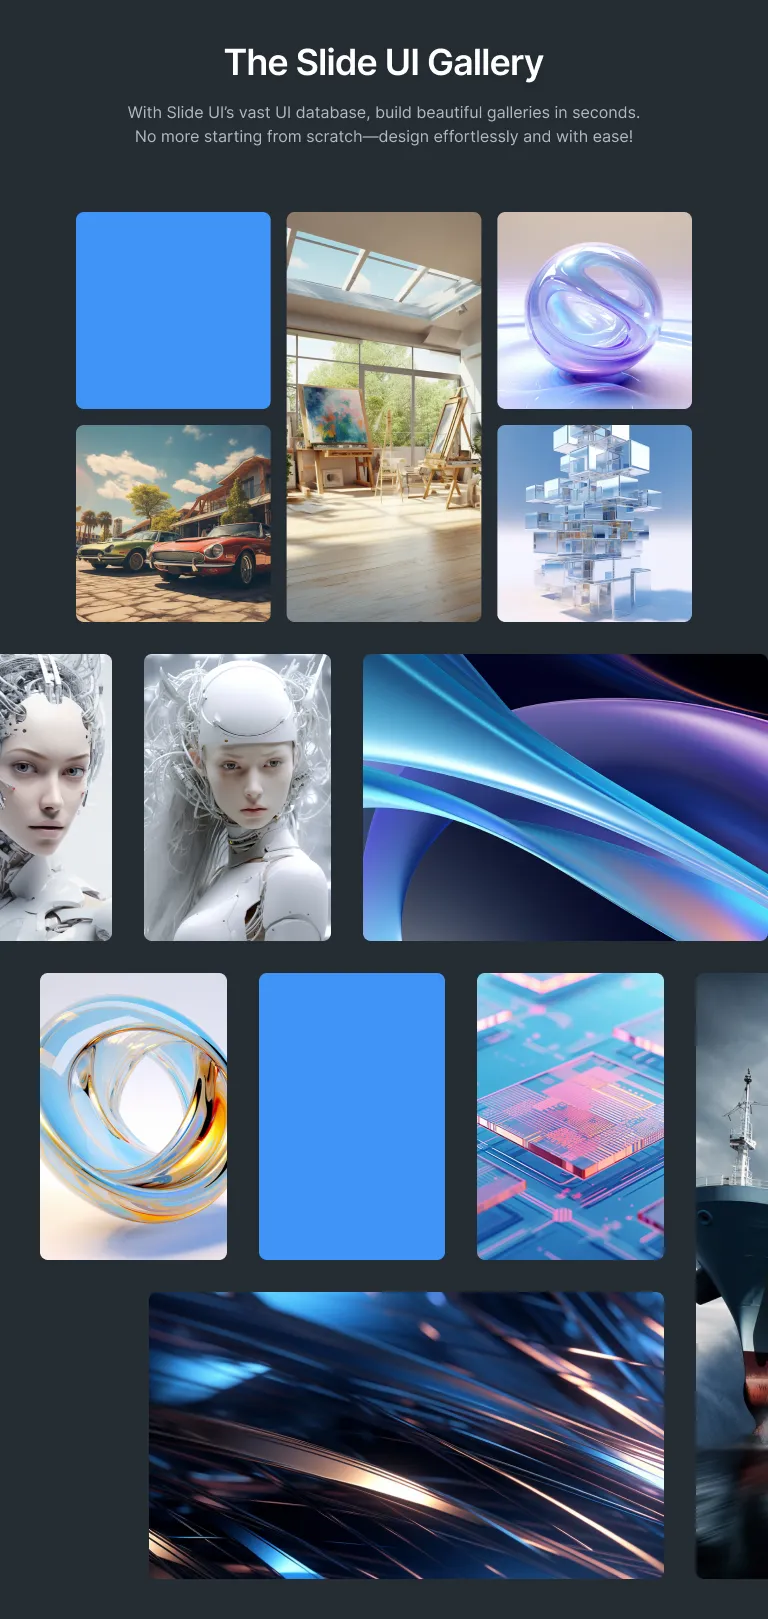 The Slide UI Gallery
With Slide UI’s vast UI database, build beautiful galleries in seconds.
No more starting from scratch—design effortlessly and with ease!